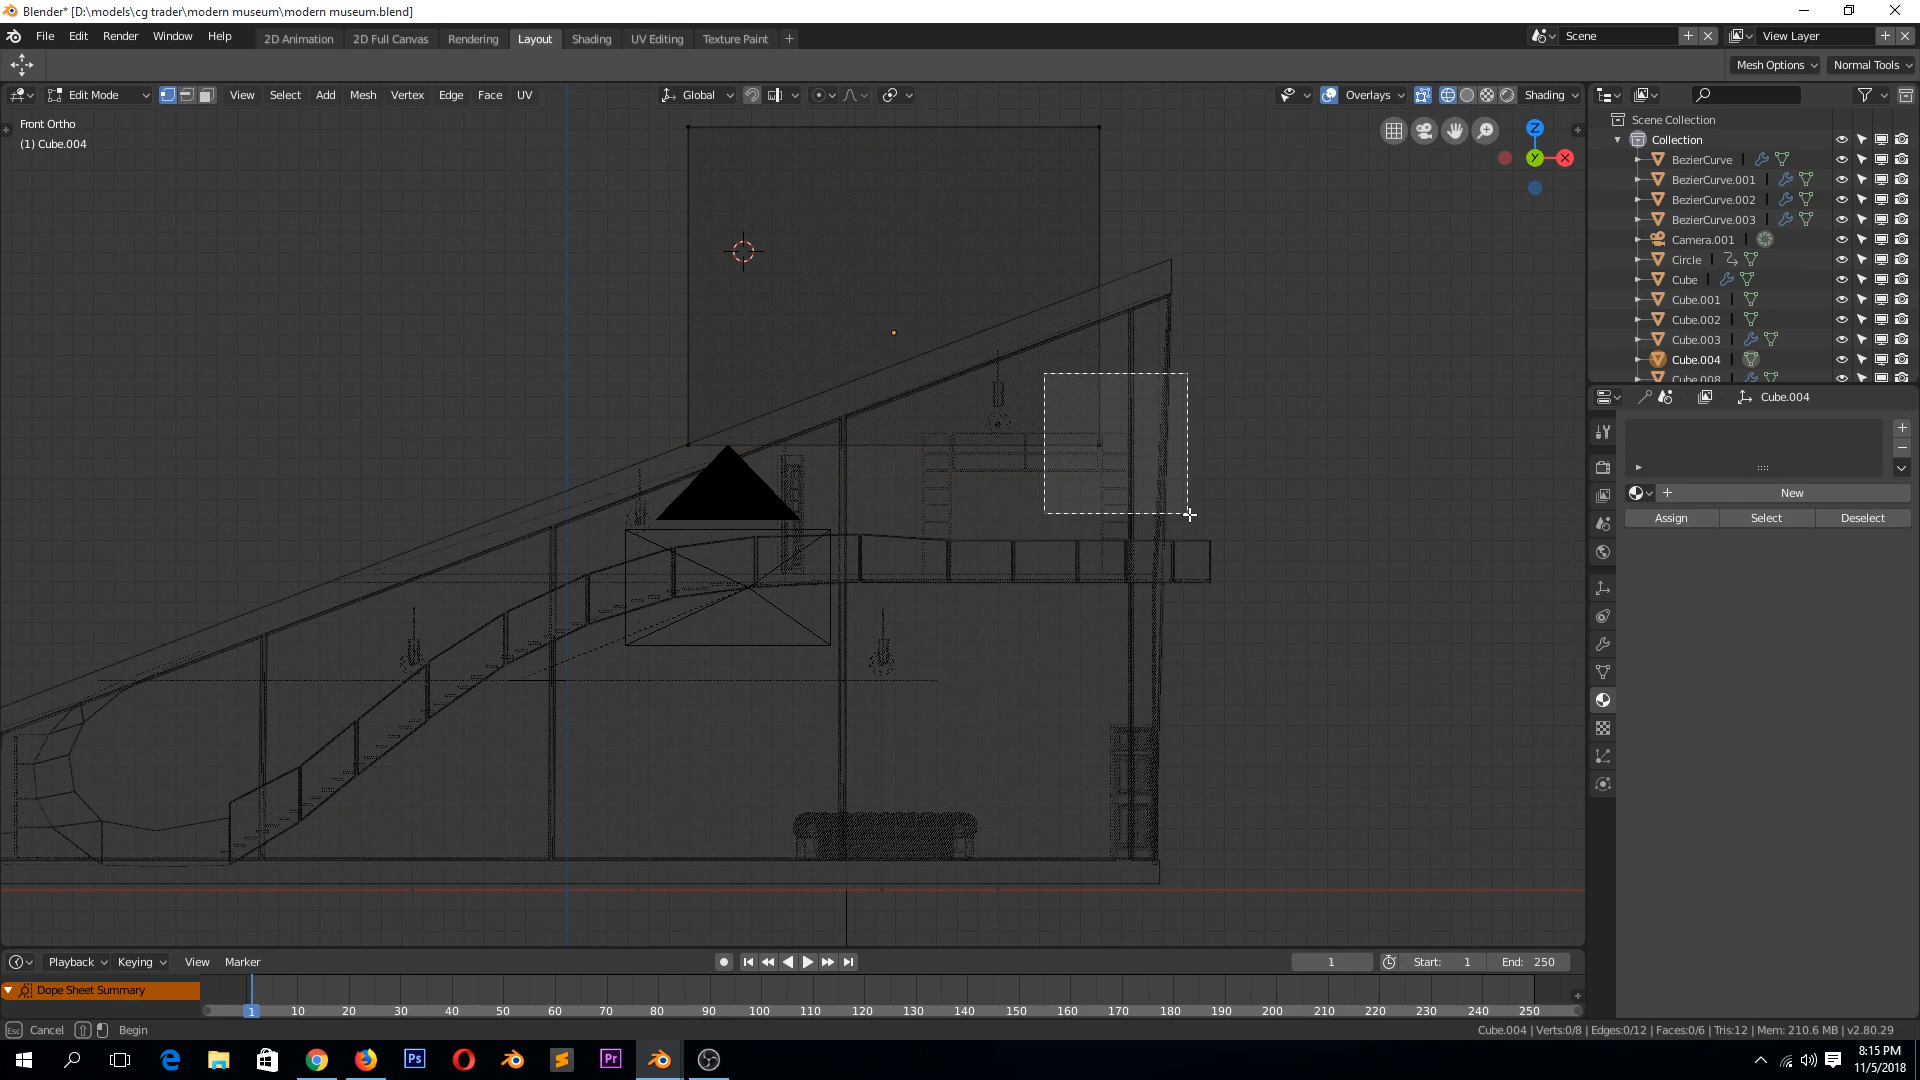 Blender* [D:\models\cg trader\modern museum\modern museum.blend]
File Edit Render Window Help
2D Animation 2D Full Canvas Rendering Layout Shading UV Editing Texture Paint
Scene
View Layer
Mesh Options
Normal Tools
Edit Mode
View Select Add Mesh Vertex Edge Face UV
Global
Overlays
Shading
Front Ortho
(1) Cube.004
Z
Y
X
Scene Collection
Collection
BezierCurve
BezierCurve.001
BezierCurve.002
BezierCurve.003
Camera.001
Circle
Cube
Cube.001
Cube.002
Cube.003
Cube.004
Cube.008
Cube.004
New
Assign Select Deselect
Playback Keying View Marker
1
Start: 1
End: 250
Dope Sheet Summary
1 10 20 30 40 50 60 70 80 90 100 110 120 130 140 150 160 170 180 190 200 210 220 230 240 250
Esc Cancel Begin
Cube.004 | Verts:0/8 | Edges:0/12 | Faces:0/6 | Tris:12 | Mem: 210.6 MB | v2.80.29
Ps
Pr
8:15 PM
11/5/2018